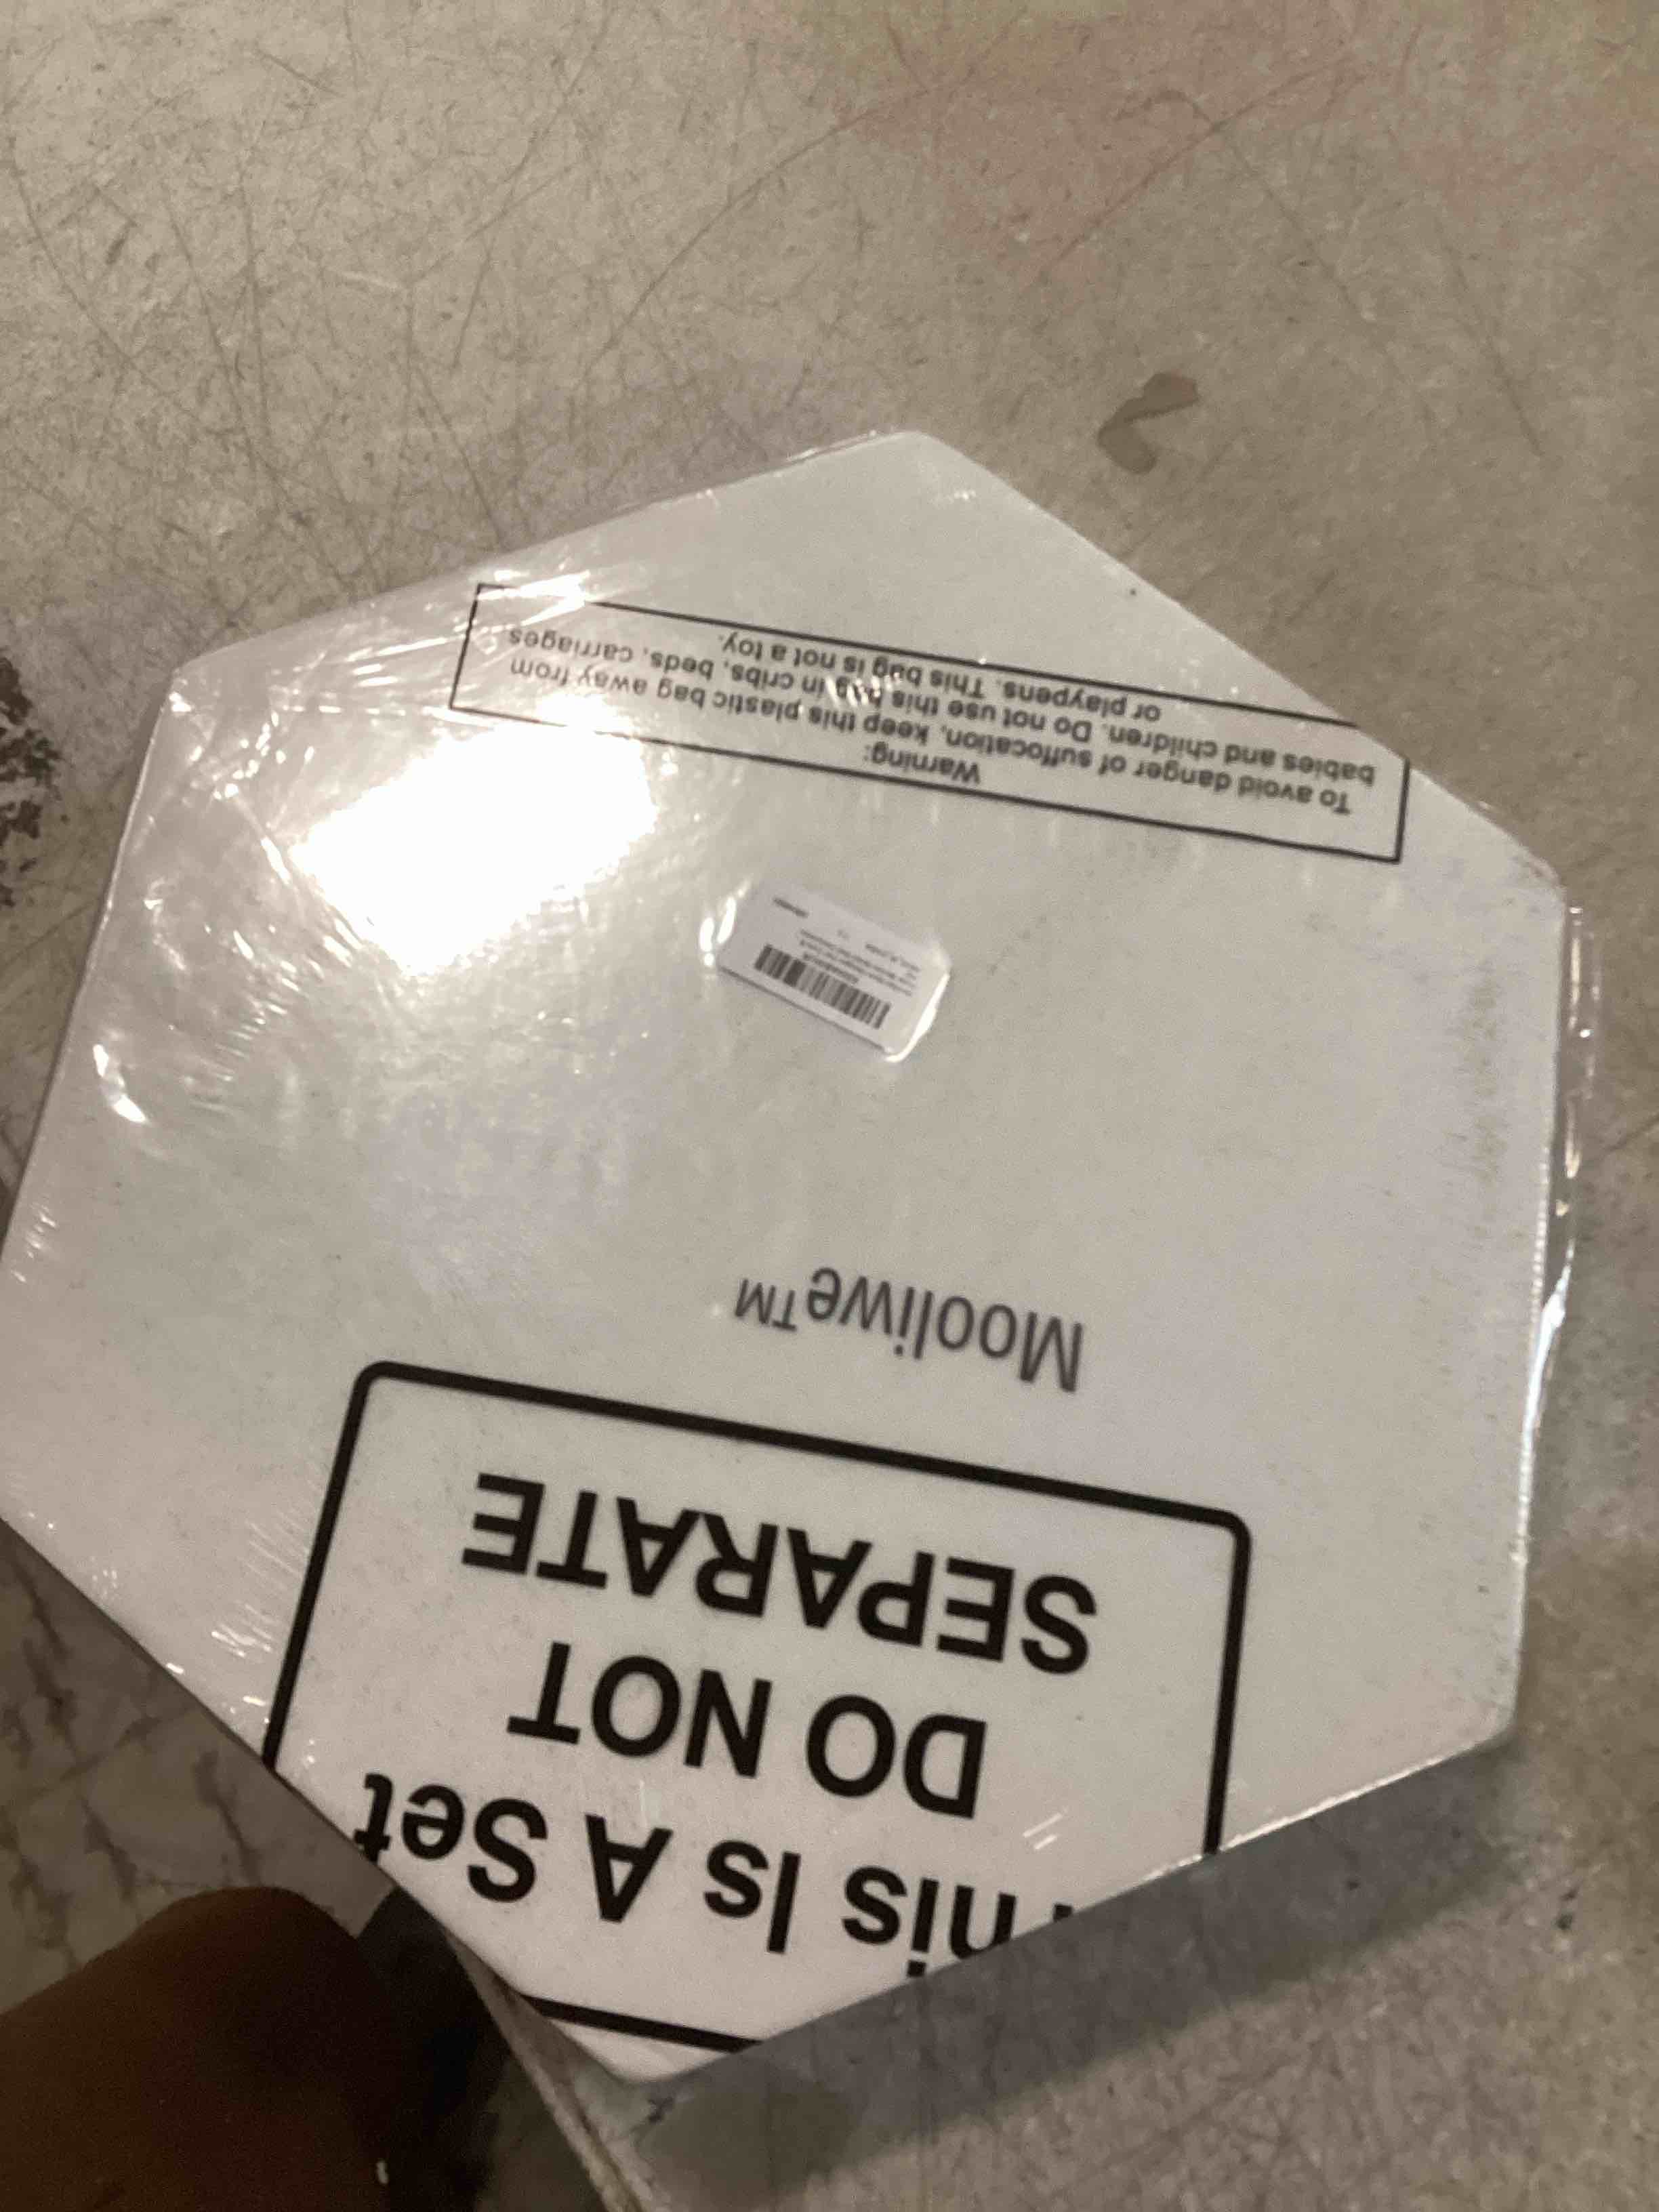 This Is A Set
DO NOT
SEPARATE
Mooliwe™
Warning:
To avoid danger of suffocation, keep this plastic bag away from
babies and children. Do not use this bag in cribs, beds, carriages
or playpens. This bag is not a toy.